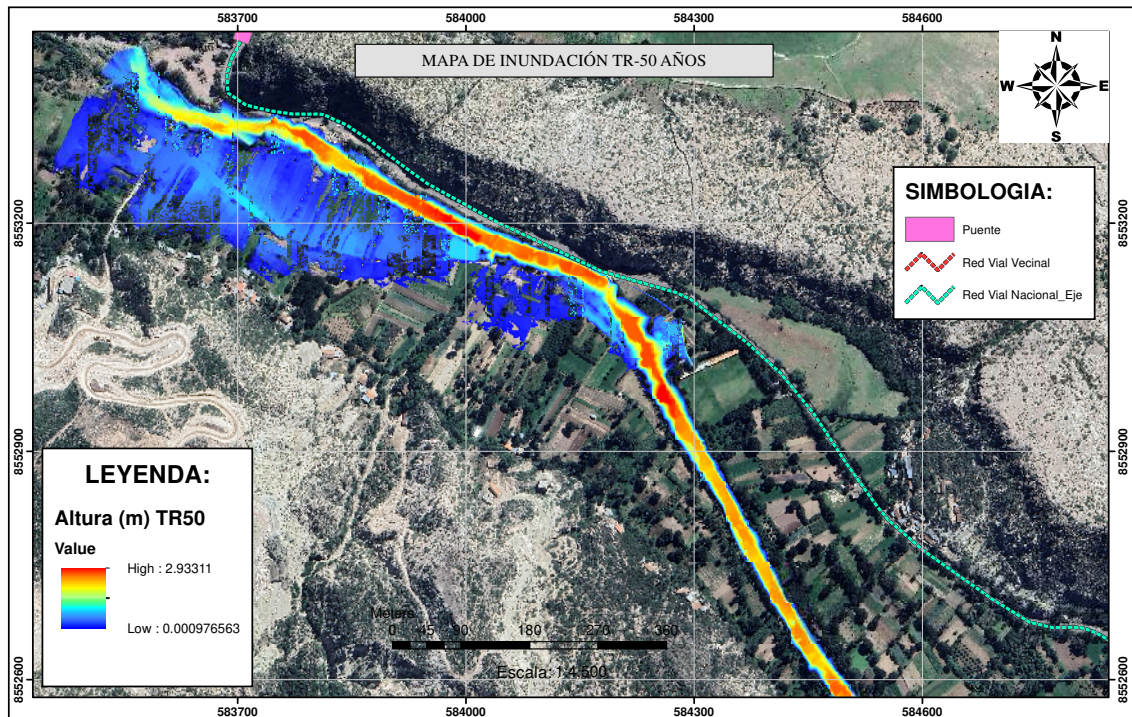 583700
584000
584300
584600
MAPA DE INUNDACIÓN TR-50 AÑOS
N
W
E
S
SIMBOLOGIA:
Puente
Red Vial Vecinal
Red Vial Nacional_Eje
8553200
8553200
8552900
8552900
8552600
8552600
LEYENDA:
Altura (m) TR50
Value
High : 2.93311
Low : 0.000976563
Meters
0 45 90 180 270 360
Escala: 1:4.500
583700
584000
584300
584600